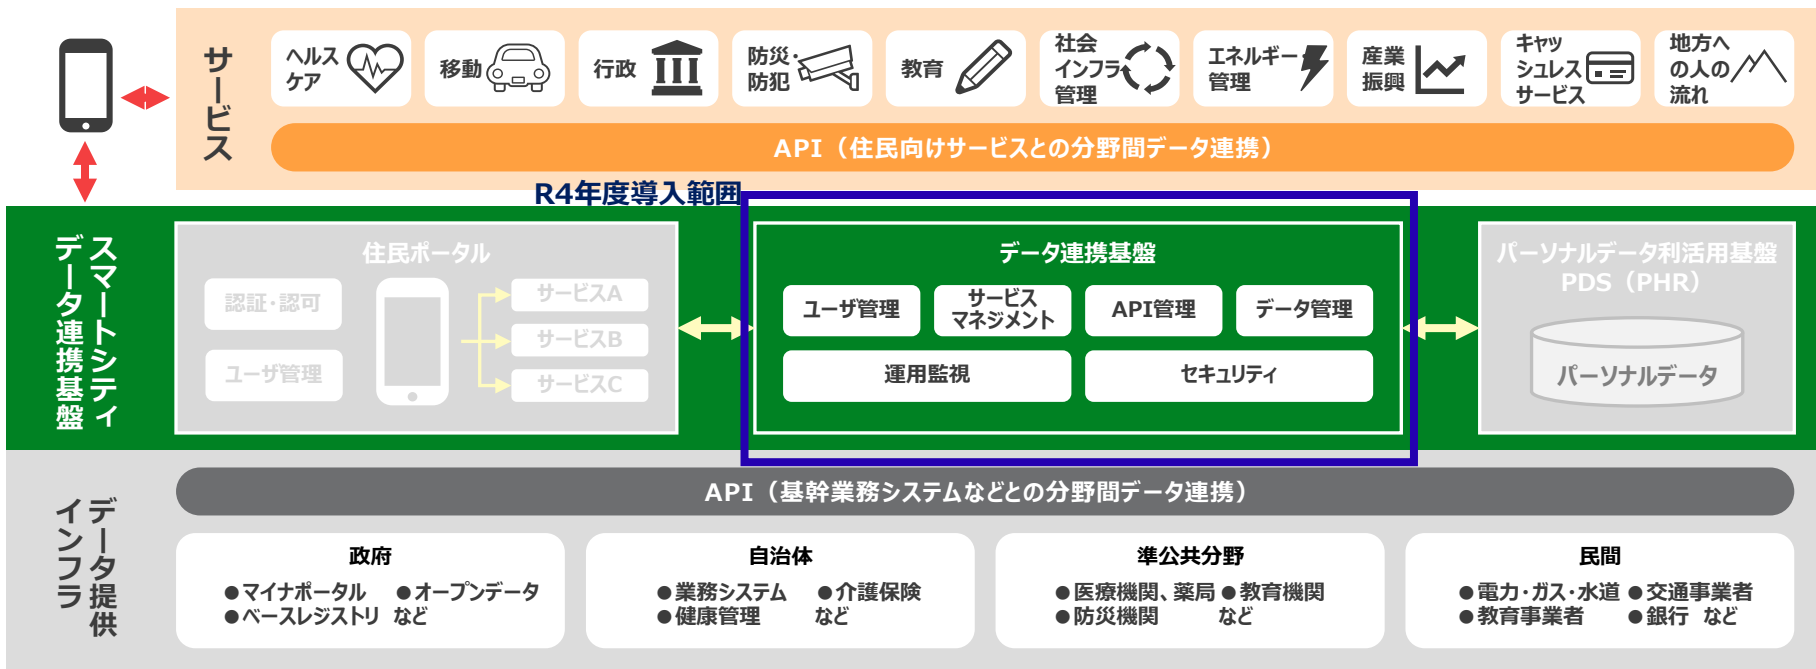 サービス
ヘルス
ケア
移動
行政
防災・
防犯
教育
社会
インフラ
管理
エネルギー
管理
産業
振興
キャッ
シュレス
サービス
地方へ
の人の
流れ
API（住民向けサービスとの分野間データ連携）
R4年度導入範囲
スマートシティ
データ連携基盤
住民ポータル
認証・認可
ユーザ管理
サービスA
サービスB
サービスC
データ連携基盤
ユーザ管理
サービス
マネジメント
API管理
データ管理
運用監視
セキュリティ
パーソナルデータ利活用基盤
PDS（PHR）
パーソナルデータ
データ提供
インフラ
API（基幹業務システムなどとの分野間データ連携）
政府
●マイナポータル ●オープンデータ
●ベースレジストリ など
自治体
●業務システム ●介護保険
●健康管理 など
準公共分野
●医療機関、薬局 ●教育機関
●防災機関 など
民間
●電力・ガス・水道 ●交通事業者
●教育事業者 ●銀行 など